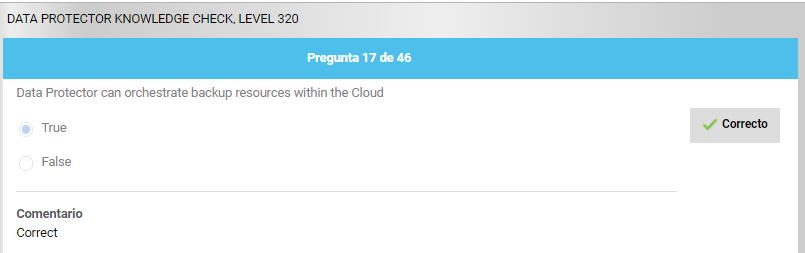 DATA PROTECTOR KNOWLEDGE CHECK, LEVEL 320
Pregunta 17 de 46
Data Protector can orchestrate backup resources within the Cloud
True
Correcto
False
Comentario
Correct